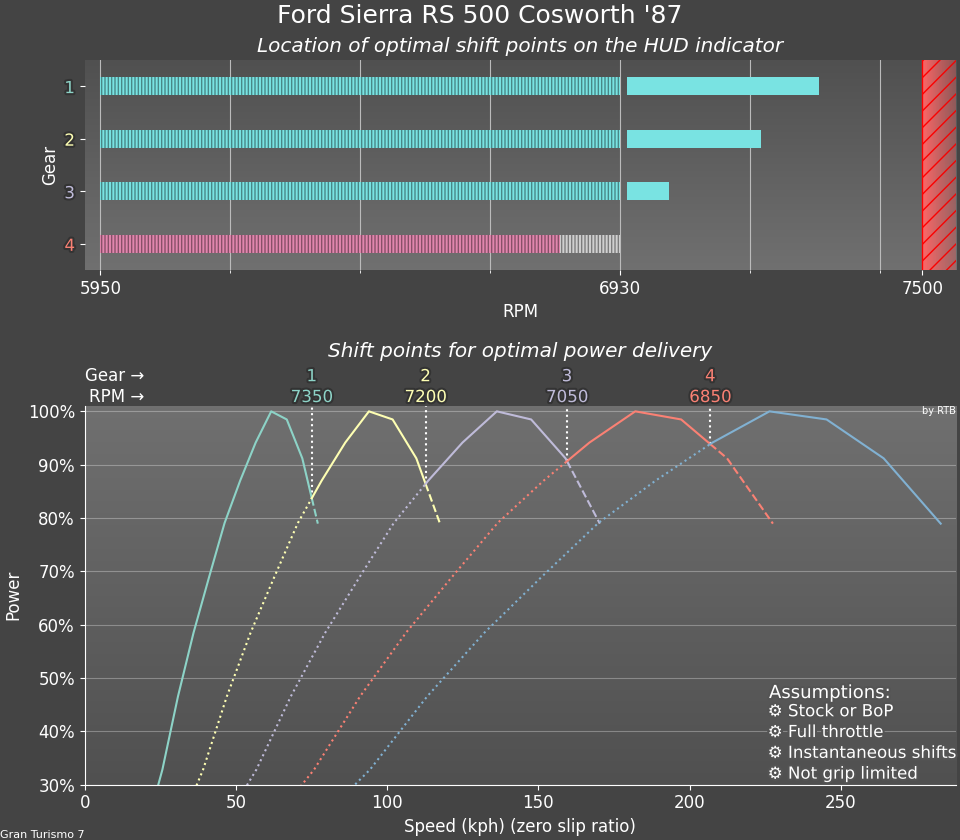 Ford Sierra RS 500 Cosworth '87
Location of optimal shift points on the HUD indicator
Gear
1
2
3
4
5950 6930 7500
RPM
Shift points for optimal power delivery
Gear → 1 2 3 4
RPM → 7350 7200 7050 6850
by RTB
Power
100%
90%
80%
70%
60%
50%
40%
30%
Assumptions:
⚙ Stock or BoP
⚙ Full throttle
⚙ Instantaneous shifts
⚙ Not grip limited
0 50 100 150 200 250
Speed (kph) (zero slip ratio)
Gran Turismo 7